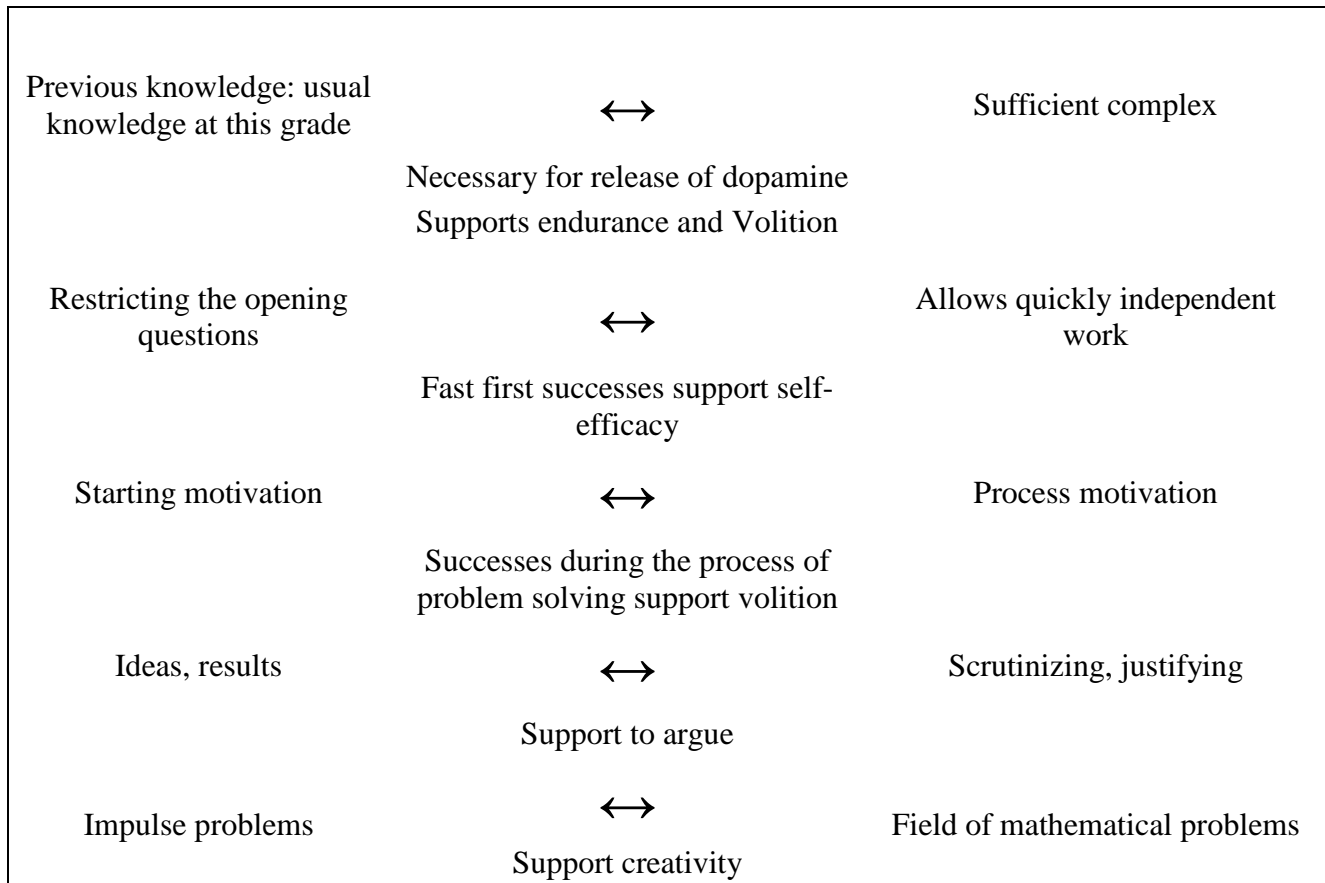 Previous knowledge: usual
knowledge at this grade
↔
Sufficient complex
Necessary for release of dopamine
Supports endurance and Volition
Restricting the opening
questions
↔
Allows quickly independent
work
Fast first successes support self-
efficacy
Starting motivation
↔
Process motivation
Successes during the process of
problem solving support volition
Ideas, results
↔
Scrutinizing, justifying
Support to argue
Impulse problems
↔
Field of mathematical problems
Support creativity